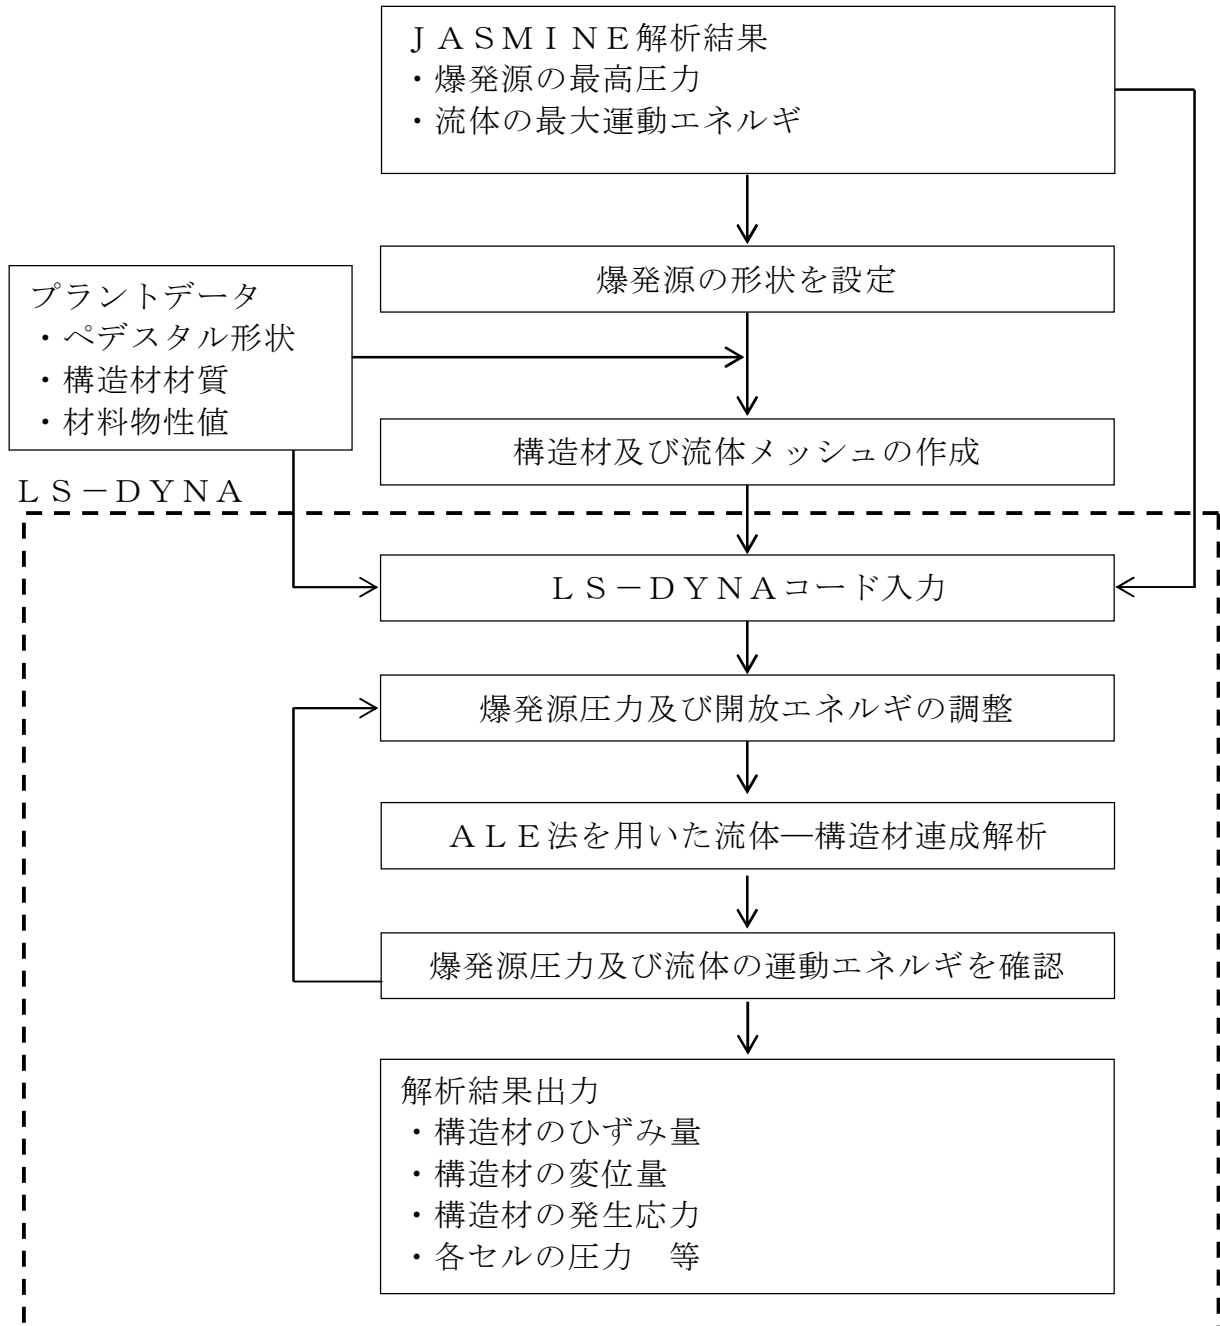 ＪＡＳＭＩＮＥ解析結果
・爆発源の最高圧力
・流体の最大運動エネルギ
爆発源の形状を設定
プラントデータ
・ペデスタル形状
・構造材材質
・材料物性値
構造材及び流体メッシュの作成
ＬＳ－ＤＹＮＡ
ＬＳ－ＤＹＮＡコード入力
爆発源圧力及び開放エネルギの調整
ＡＬＥ法を用いた流体―構造材連成解析
爆発源圧力及び流体の運動エネルギを確認
解析結果出力
・構造材のひずみ量
・構造材の変位量
・構造材の発生応力
・各セルの圧力　等